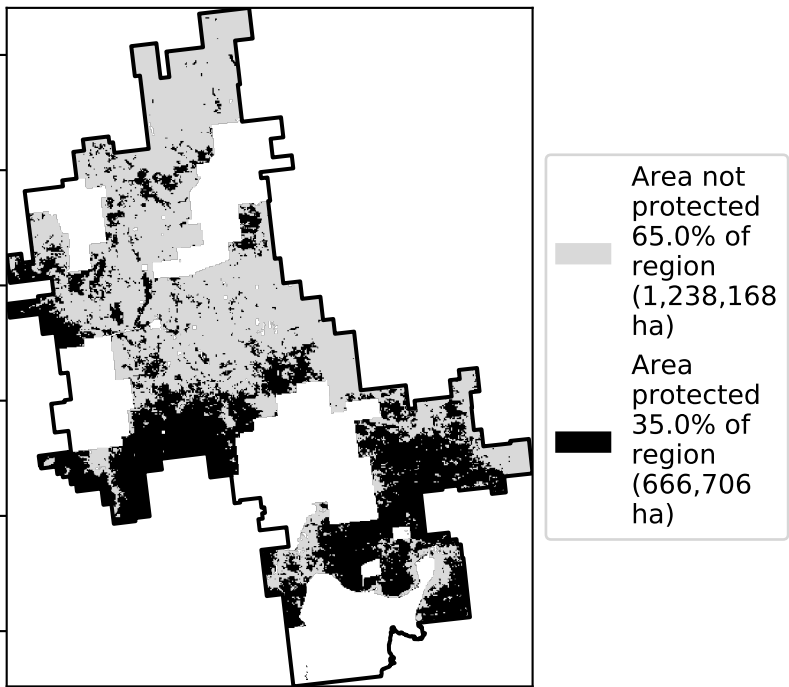 Area not
protected
65.0% of
region
(1,238,168
ha)
Area
protected
35.0% of
region
(666,706
ha)